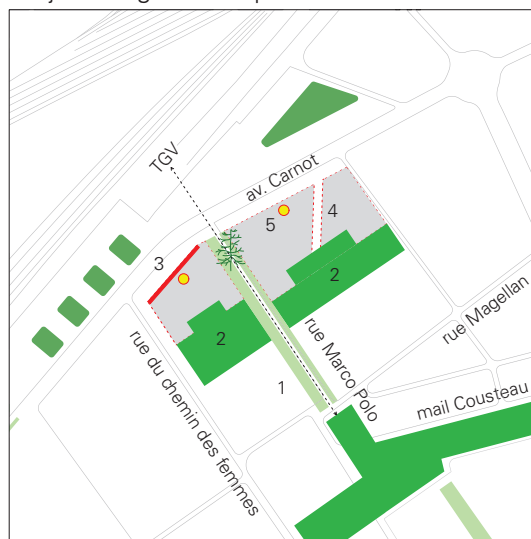 TGV
av. Carnot
5
4
3
2
2
1
rue du chemin des femmes
rue Marco Polo
rue Magellan
mail Cousteau